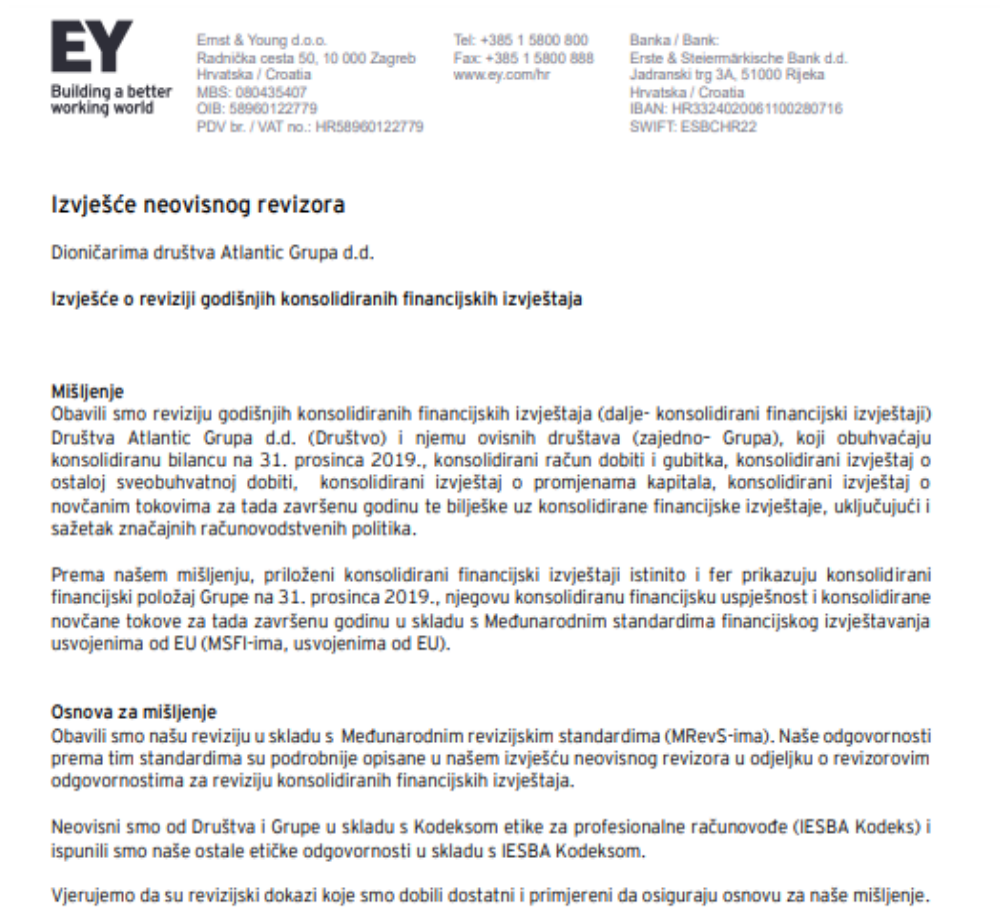 EY
Building a better
working world
Ernst & Young d.o.o.
Radnička cesta 50, 10 000 Zagreb
Hrvatska / Croatia
MBS: 080435407
OIB: 58960122779
PDV br. / VAT no.: HR58960122779
Tel: +385 1 5800 800
Fax: +385 1 5800 888
www.ey.com/hr
Banka / Bank:
Erste & Steiermärkische Bank d.d.
Jadranski trg 3A, 51000 Rijeka
Hrvatska / Croatia
IBAN: HR3324020061100280716
SWIFT: ESBCHR22
Izvješće neovisnog revizora
Dioničarima društva Atlantic Grupa d.d.
Izvješće o reviziji godišnjih konsolidiranih financijskih izvještaja
Mišljenje
Obavili smo reviziju godišnjih konsolidiranih financijskih izvještaja (dalje- konsolidirani financijski izvještaji)
Društva Atlantic Grupa d.d. (Društvo) i njemu ovisnih društava (zajedno– Grupa), koji obuhvaćaju
konsolidiranu bilancu na 31. prosinca 2019., konsolidirani račun dobiti i gubitka, konsolidirani izvještaj o
ostaloj sveobuhvatnoj dobiti, konsolidirani izvještaj o promjenama kapitala, konsolidirani izvještaj o
novčanim tokovima za tada završenu godinu te bilješke uz konsolidirane financijske izvještaje, uključujući i
sažetak značajnih računovodstvenih politika.
Prema našem mišljenju, priloženi konsolidirani financijski izvještaji istinito i fer prikazuju konsolidirani
financijski položaj Grupe na 31. prosinca 2019., njegovu konsolidiranu financijsku uspješnost i konsolidirane
novčane tokove za tada završenu godinu u skladu s Međunarodnim standardima financijskog izvještavanja
usvojenima od EU (MSFI-ima, usvojenima od EU).
Osnova za mišljenje
Obavili smo našu reviziju u skladu s Međunarodnim revizijskim standardima (MRevS-ima). Naše odgovornosti
prema tim standardima su podrobnije opisane u našem izvješću neovisnog revizora u odjeljku o revizorovim
odgovornostima za reviziju konsolidiranih financijskih izvještaja.
Neovisni smo od Društva i Grupe u skladu s Kodeksom etike za profesionalne računovođe (IESBA Kodeks) i
ispunili smo naše ostale etičke odgovornosti u skladu s IESBA Kodeksom.
Vjerujemo da su revizijski dokazi koje smo dobili dostatni i primjereni da osiguraju osnovu za naše mišljenje.